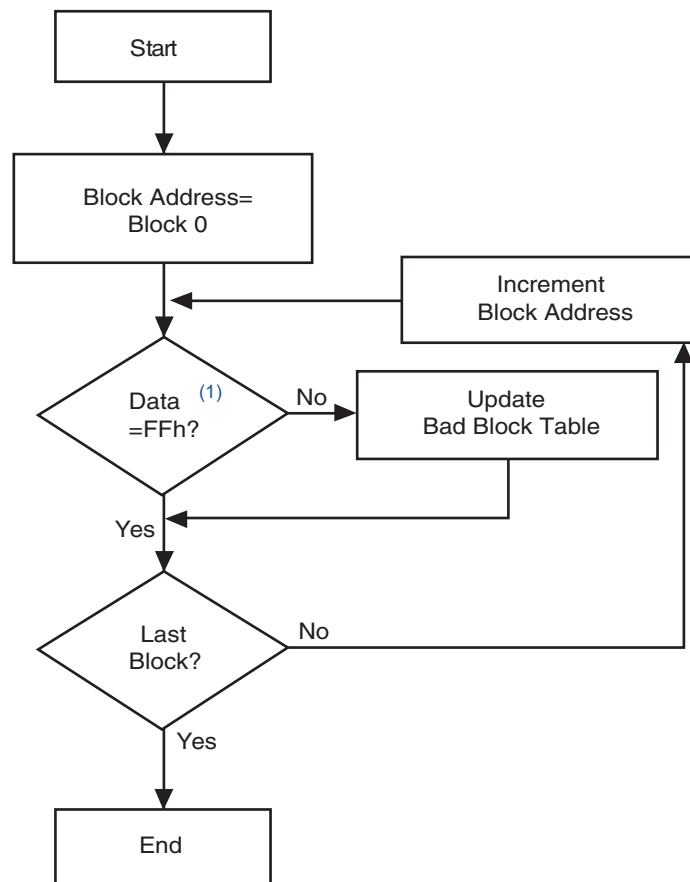 Start
Block Address=
Block 0
Increment
Block Address
Data (1)
=FFh?
No
Update
Bad Block Table
Yes
Last
Block?
No
Yes
End